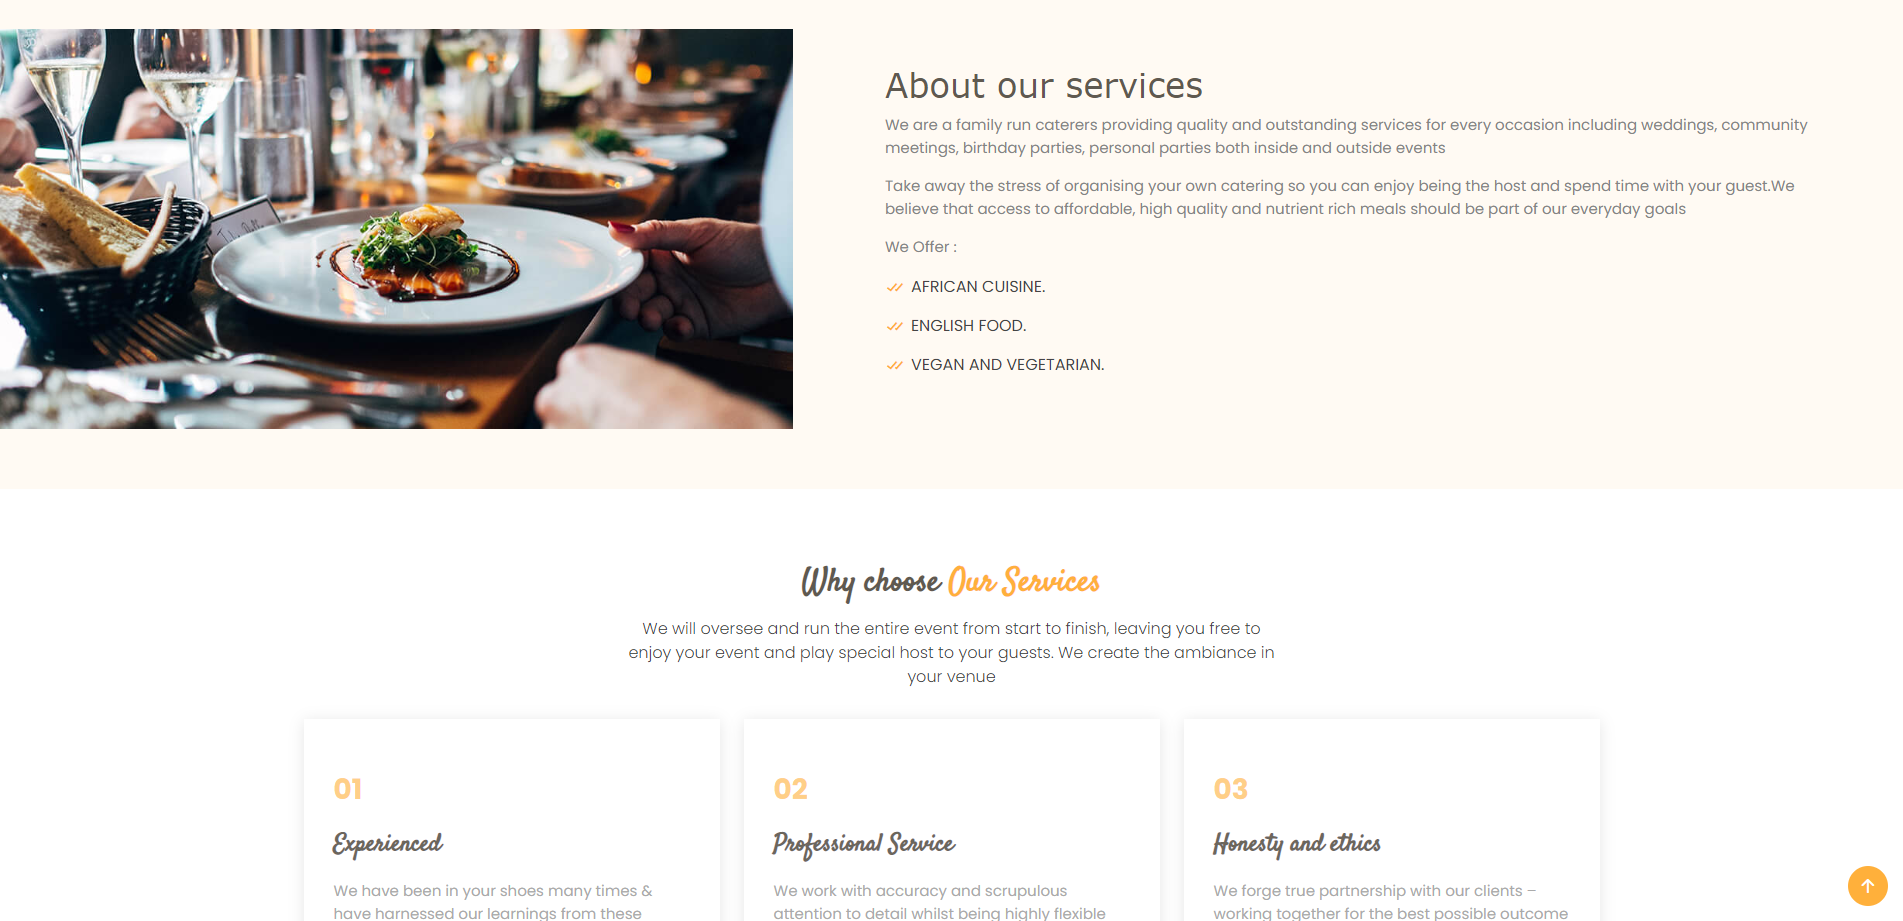 About our services
We are a family run caterers providing quality and outstanding services for every occasion including weddings, community
meetings, birthday parties, personal parties both inside and outside events
Take away the stress of organising your own catering so you can enjoy being the host and spend time with your guest.We
believe that access to affordable, high quality and nutrient rich meals should be part of our everyday goals
We Offer :
AFRICAN CUISINE.
ENGLISH FOOD.
VEGAN AND VEGETARIAN.
Why choose Our Services
We will oversee and run the entire event from start to finish, leaving you free to
enjoy your event and play special host to your guests. We create the ambiance in
your venue
01
Experienced
We have been in your shoes many times &
have harnessed our learnings from these
02
Professional Service
We work with accuracy and scrupulous
attention to detail whilst being highly flexible
03
Honesty and ethics
We forge true partnership with our clients –
working together for the best possible outcome